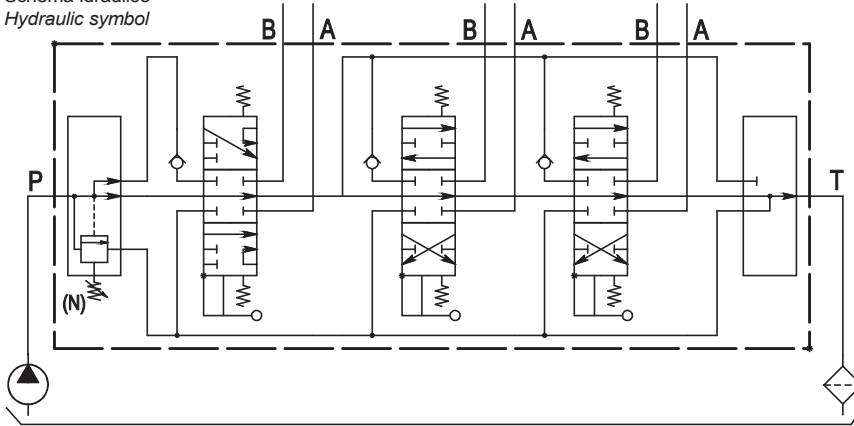 Schema idraulico
Hydraulic symbol
B A B A B A
P T
(N)